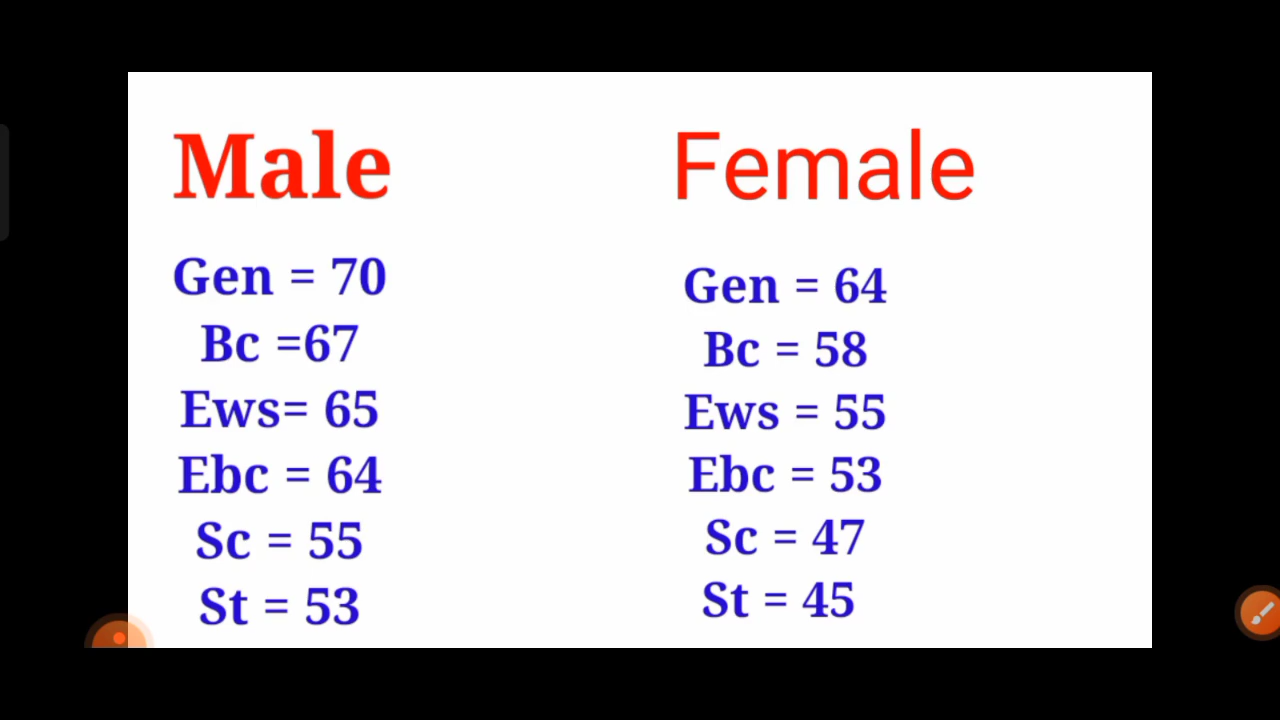 Male
Gen = 70
Bc =67
Ews= 65
Ebc = 64
Sc = 55
St = 53
Female
Gen = 64
Bc = 58
Ews = 55
Ebc = 53
Sc = 47
St = 45